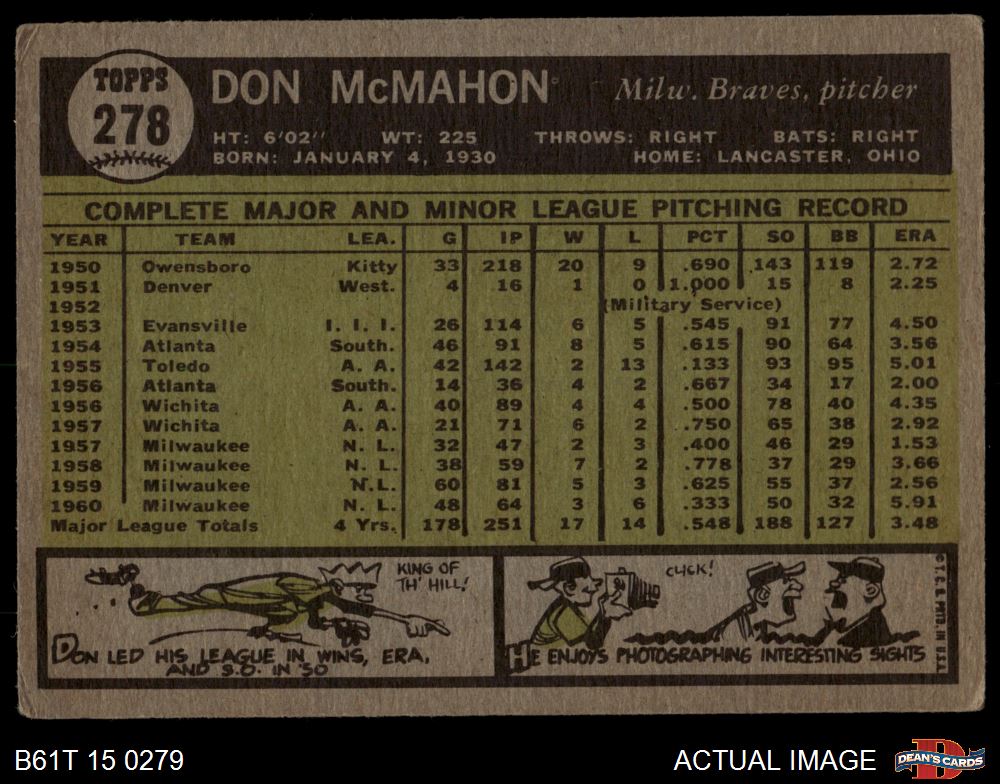 TOPPS
278
DON McMAHON
Milw. Braves, pitcher
HT: 6'02" WT: 225 THROWS: RIGHT BATS: RIGHT
BORN: JANUARY 4, 1930 HOME: LANCASTER, OHIO
COMPLETE MAJOR AND MINOR LEAGUE PITCHING RECORD
YEAR TEAM LEA. G IP W L PCT SO BB ERA
1950 Owensboro Kitty 33 218 20 9 .690 143 119 2.72
1951 Denver West. 4 16 1 0 1.000 15 8 2.25
1952 (Military Service)
1953 Evansville I. I. I. 26 114 6 5 .545 91 77 4.50
1954 Atlanta South. 46 91 8 5 .615 90 64 3.56
1955 Toledo A. A. 42 142 2 13 .133 93 95 5.01
1956 Atlanta South. 14 36 4 2 .667 34 17 2.00
1956 Wichita A. A. 40 89 4 4 .500 78 40 4.35
1957 Wichita A. A. 21 71 6 2 .750 65 38 2.92
1957 Milwaukee N. L. 32 47 2 3 .400 46 29 1.53
1958 Milwaukee N. L. 38 59 7 2 .778 37 29 3.66
1959 Milwaukee N.L. 60 81 5 3 .625 55 37 2.56
1960 Milwaukee N. L. 48 64 3 6 .333 50 32 5.91
Major League Totals 4 Yrs. 178 251 17 14 .548 188 127 3.48
KING OF
TH' HILL!
DON LED HIS LEAGUE IN WINS, ERA,
AND S.O. IN '50
CLICK!
HE ENJOYS PHOTOGRAPHING INTERESTING SIGHTS
© T. C. G. PRTD. IN U.S.A.
B61T 15 0279
ACTUAL IMAGE
DEAN'S CARDS